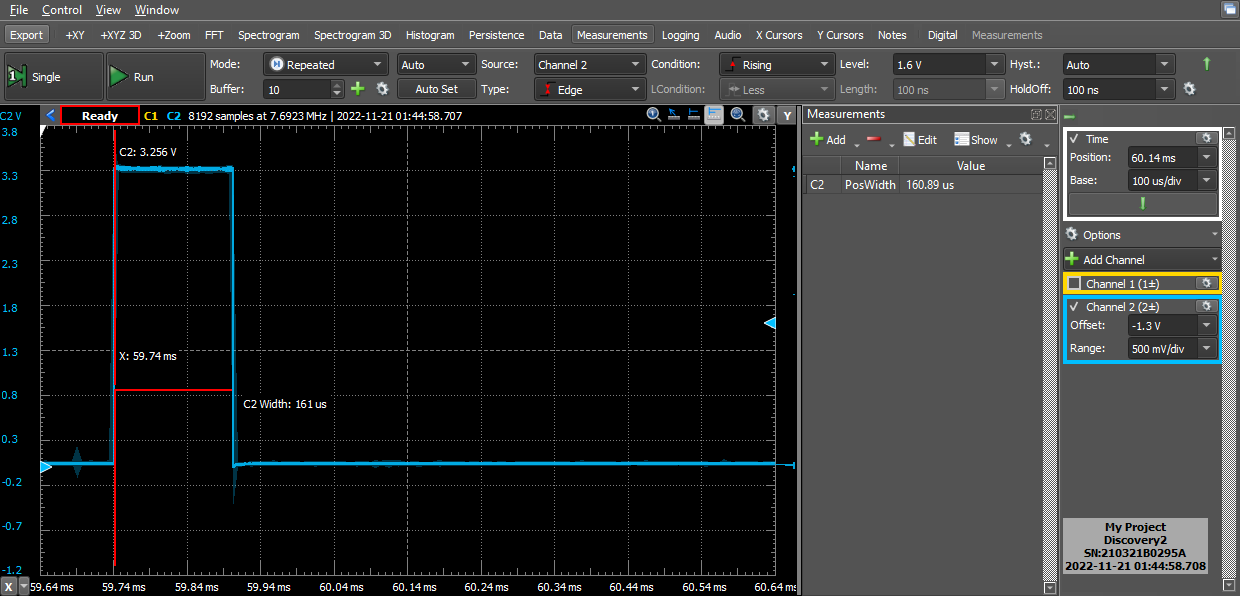 File Control View Window
Export +XY +XYZ 3D +Zoom FFT Spectrogram Spectrogram 3D Histogram Persistence Data Measurements Logging Audio X Cursors Y Cursors Notes Digital Measurements
1 Single Run
Mode: Repeated Auto Source: Channel 2 Condition: Rising Level: 1.6 V Hyst.: Auto
Buffer: 10 Auto Set Type: Edge LCondition: Less Length: 100 ns HoldOff: 100 ns
C2 V Ready C1 C2 8192 samples at 7.6923 MHz | 2022-11-21 01:44:58.707 Y
3.8
3.3
2.8
2.3
1.8
1.3
0.8
0.3
-0.2
-0.7
-1.2
C2: 3.256 V
X: 59.74 ms
C2 Width: 161 us
X 59.64 ms 59.74 ms 59.84 ms 59.94 ms 60.04 ms 60.14 ms 60.24 ms 60.34 ms 60.44 ms 60.54 ms 60.64 ms
Measurements
Add Edit Show
Name Value
C2 PosWidth 160.89 us
Time
Position: 60.14 ms
Base: 100 us/div
Options
Add Channel
Channel 1 (1±)
Channel 2 (2±)
Offset: -1.3 V
Range: 500 mV/div
My Project
Discovery2
SN:210321B0295A
2022-11-21 01:44:58.708